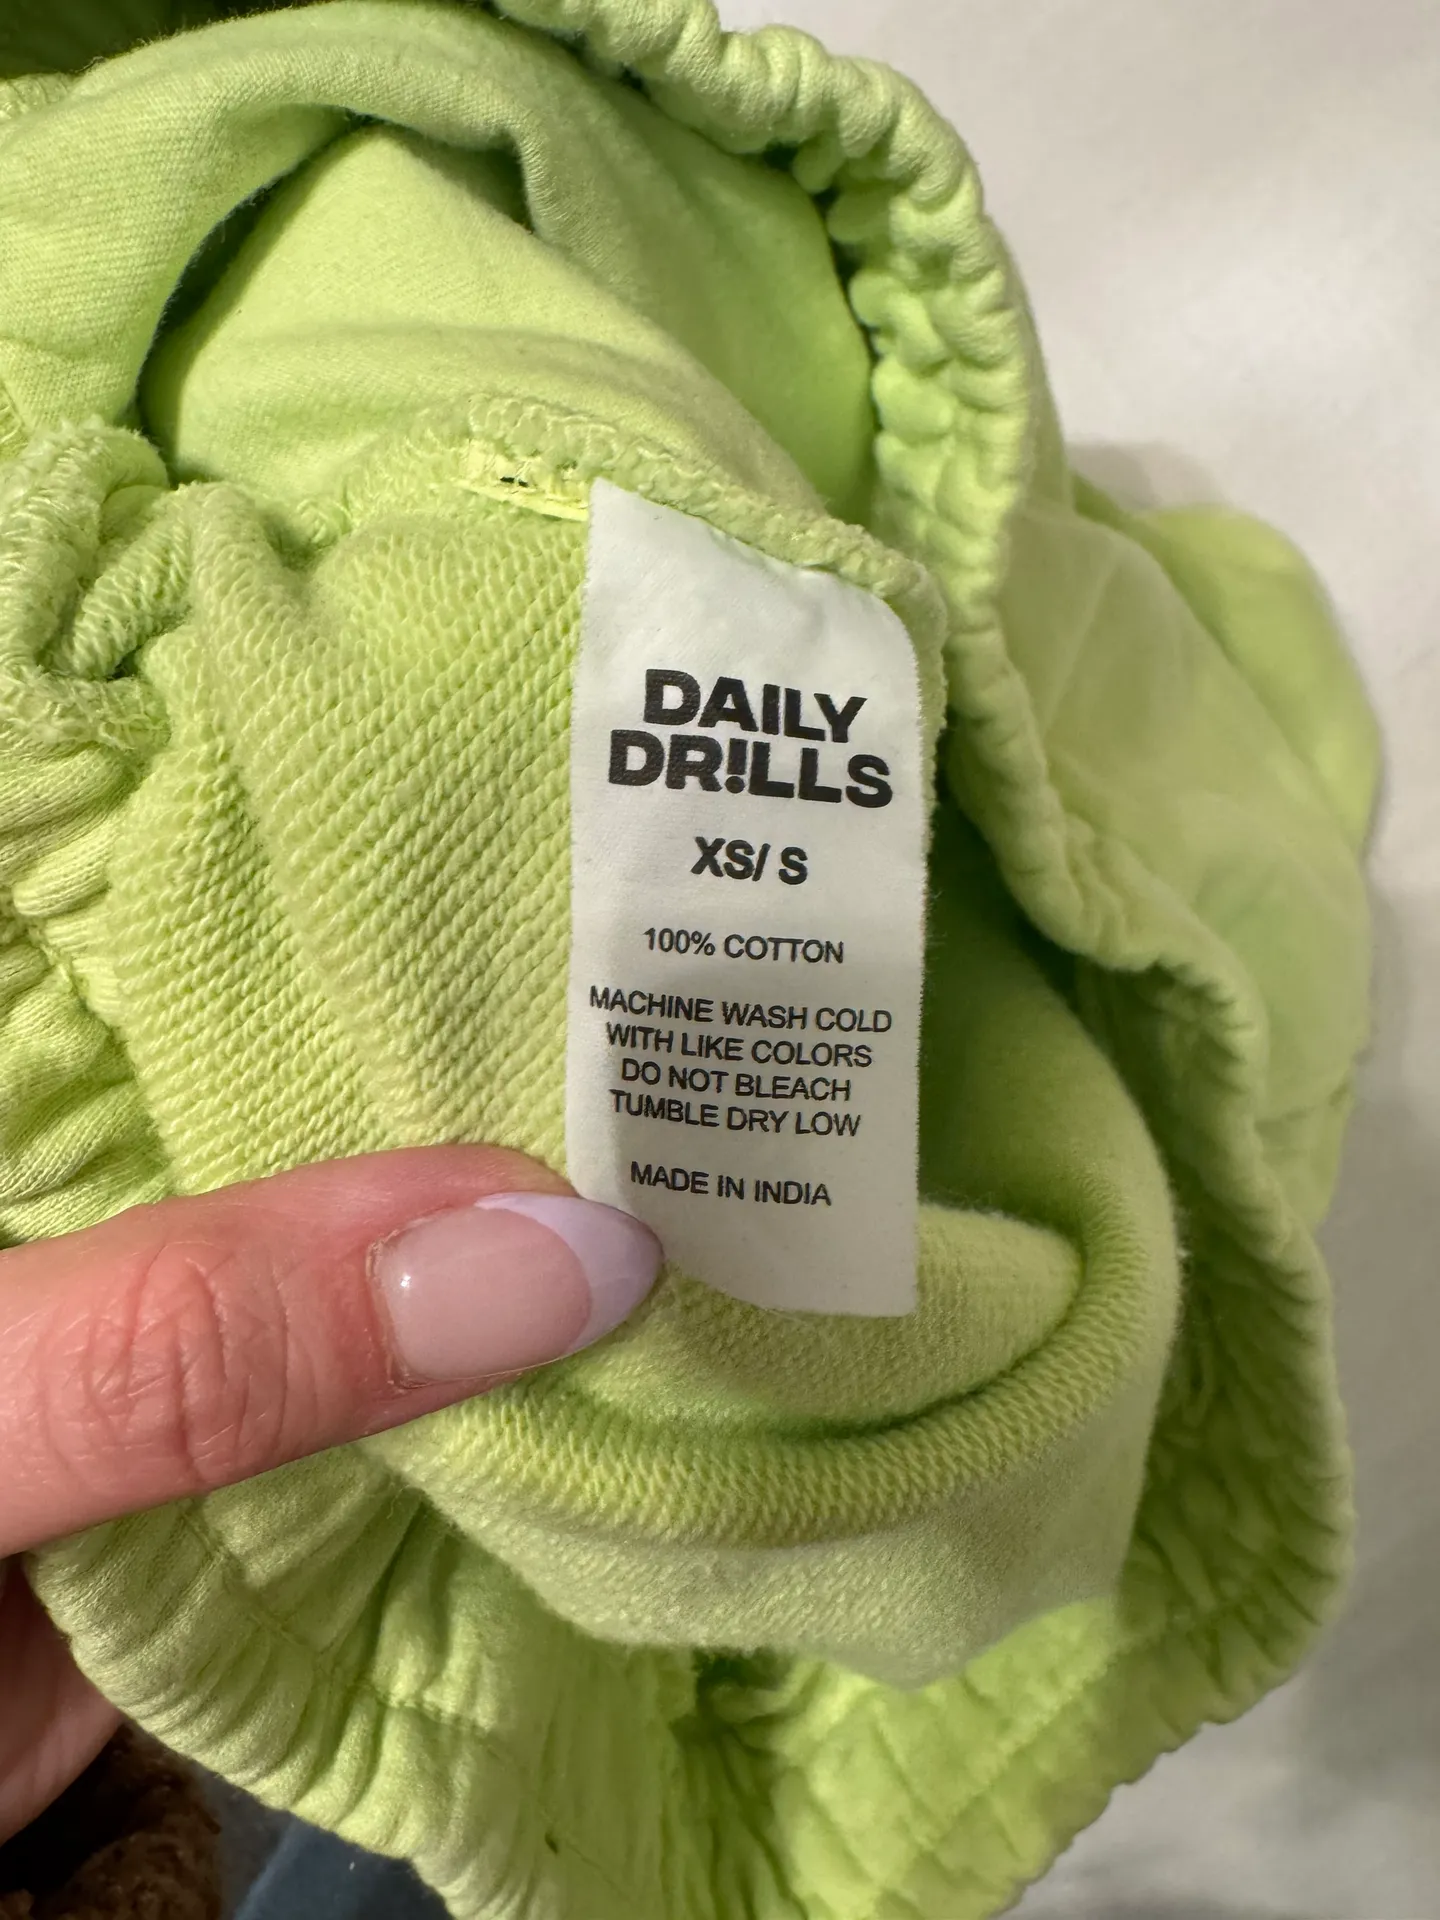 DAILY
DR!LLS
XS/ S
100% COTTON
MACHINE WASH COLD
WITH LIKE COLORS
DO NOT BLEACH
TUMBLE DRY LOW
MADE IN INDIA